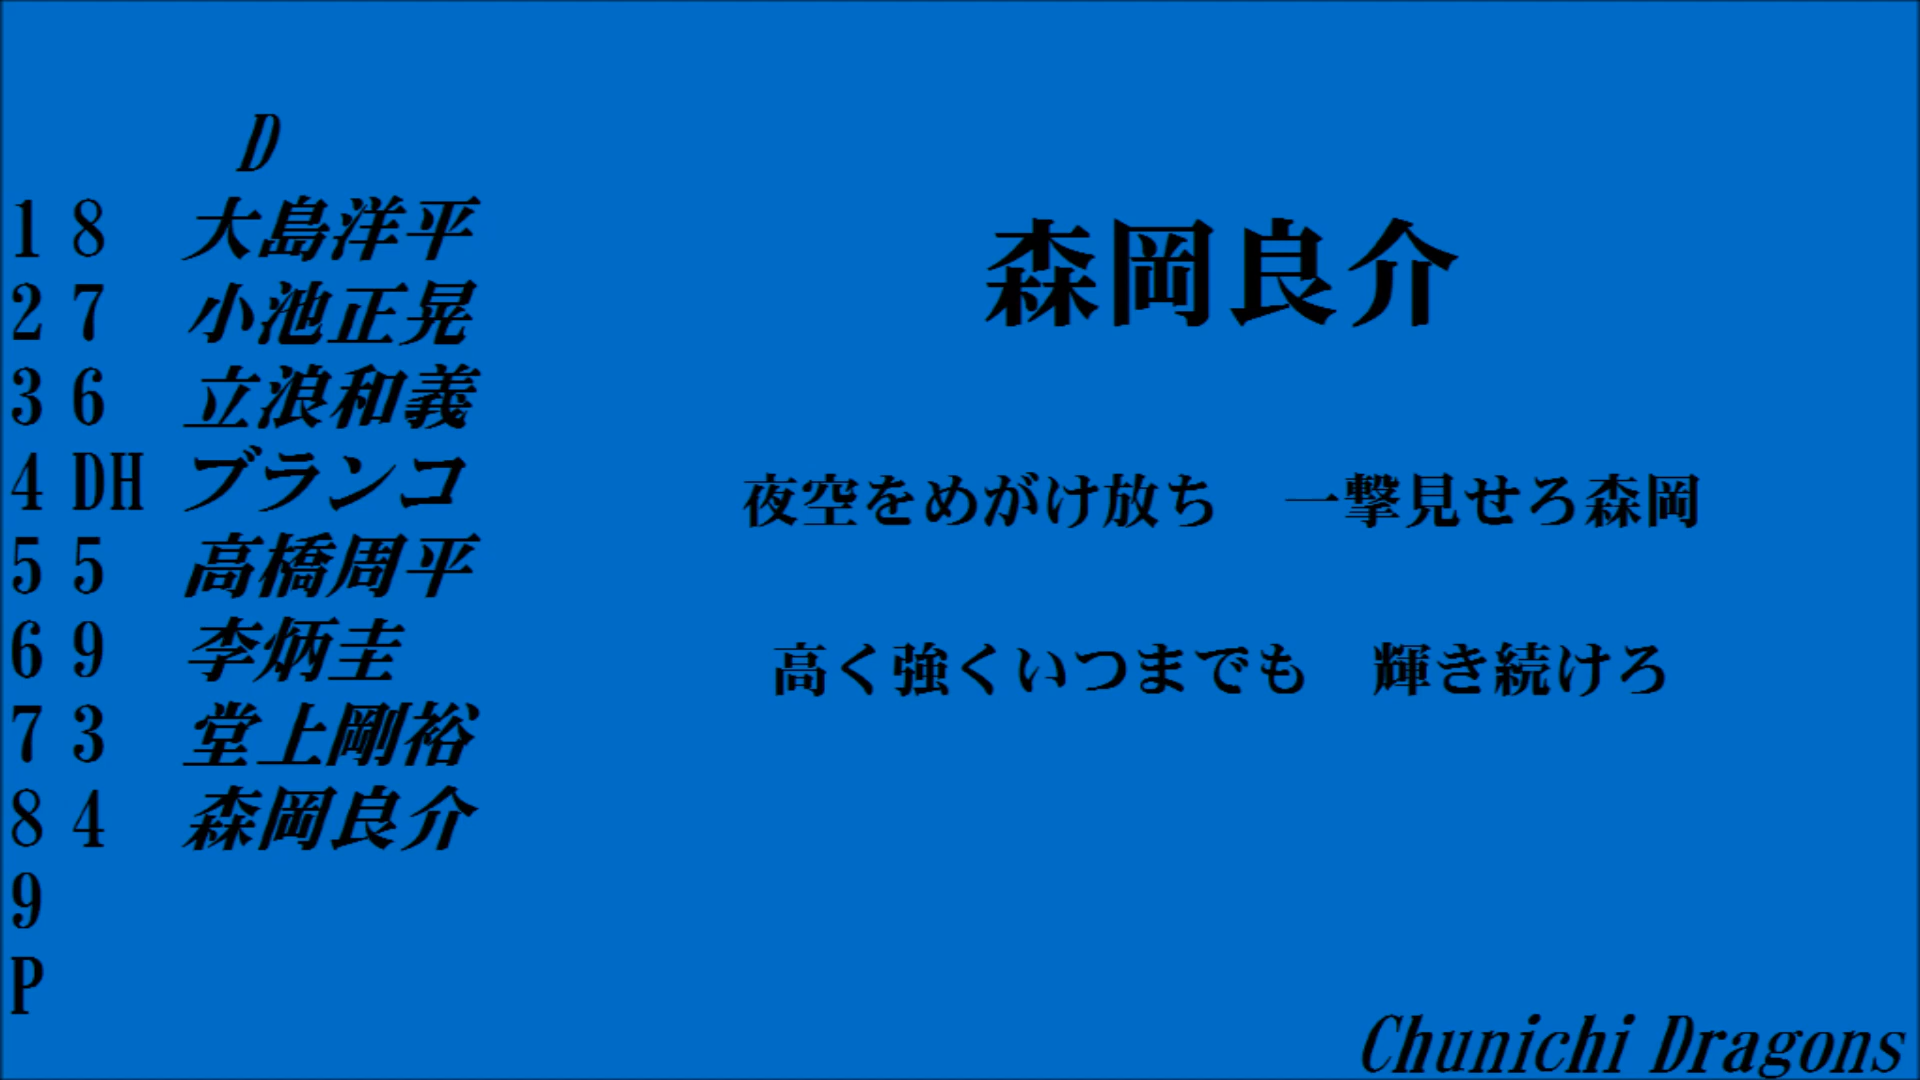 D
1 8 大島洋平
2 7 小池正晃
3 6 立浪和義
4 DH ブランコ
5 5 高橋周平
6 9 李炳圭
7 3 堂上剛裕
8 4 森岡良介
9
P
森岡良介
夜空をめがけ放ち　一撃見せろ森岡
高く強くいつまでも　輝き続けろ
Chunichi Dragons